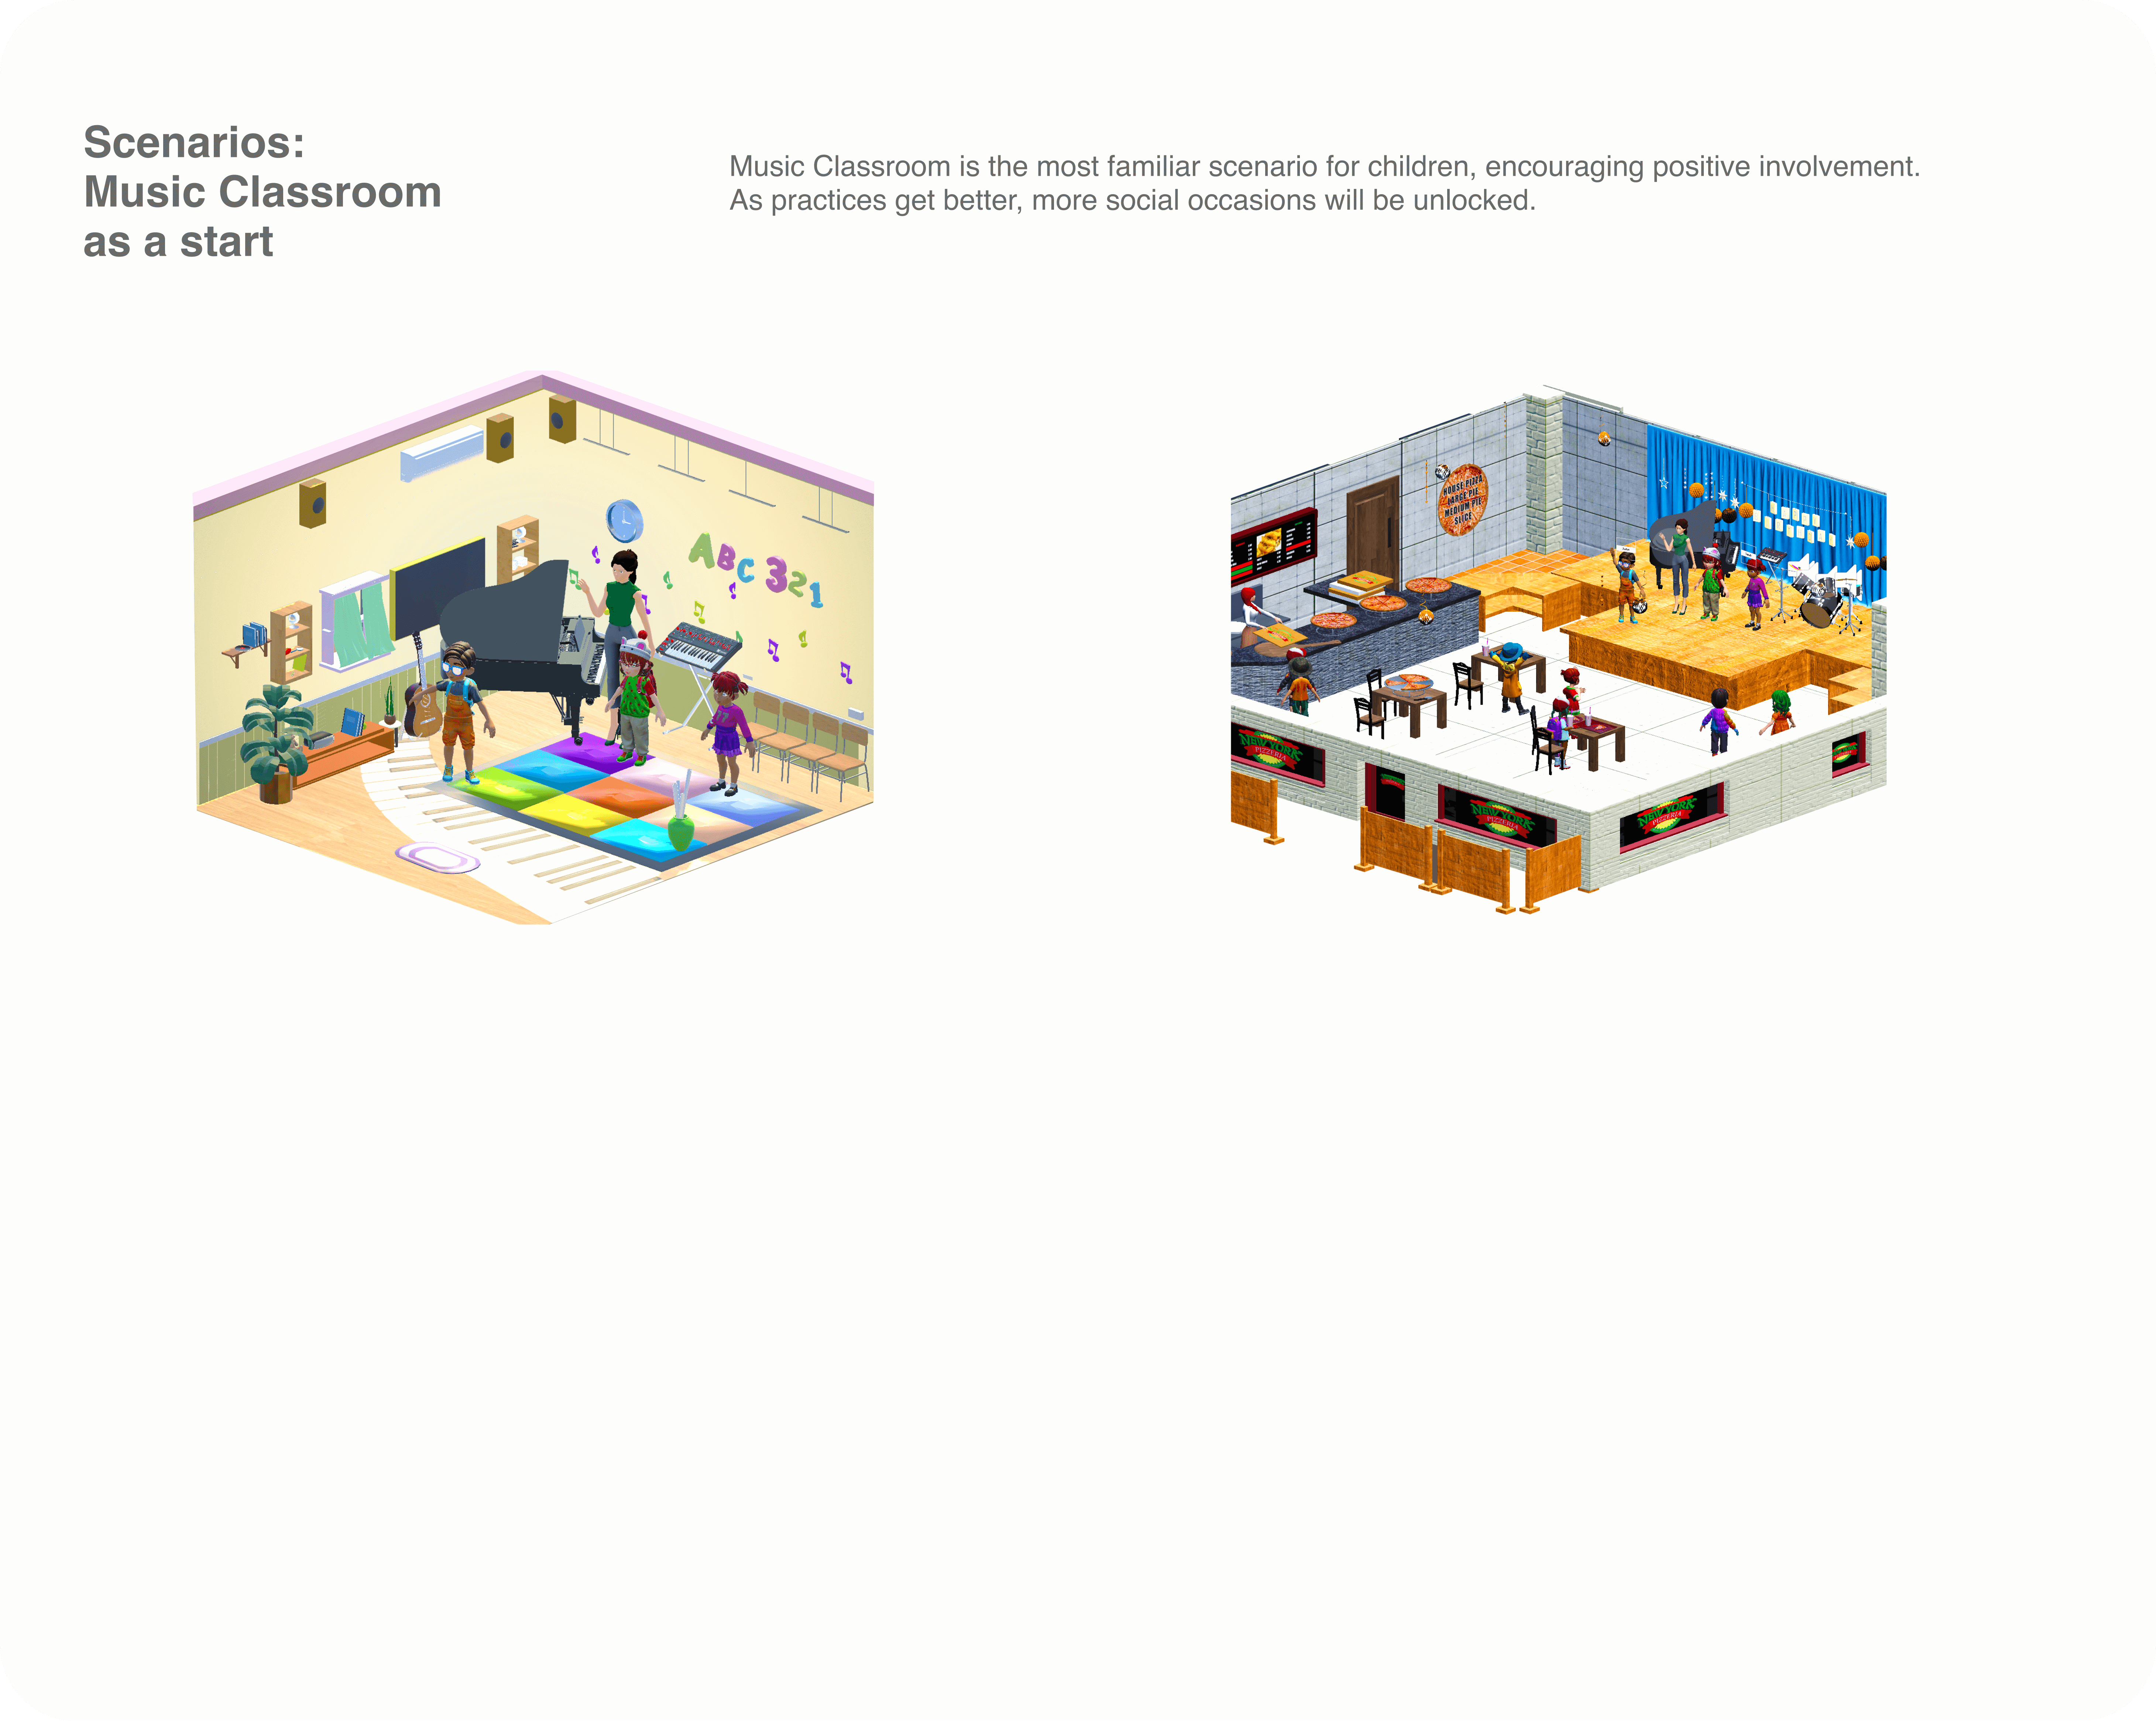 Scenarios:
Music Classroom
as a start
Music Classroom is the most familiar scenario for children, encouraging positive involvement.
As practices get better, more social occasions will be unlocked.
ABC 321
HOUSE PIZZA
LARGE PIE
MEDIUM PIE
SLICE
NEW YORK
PIZZERIA
NEW YORK
PIZZERIA
NEW YORK
PIZZERIA